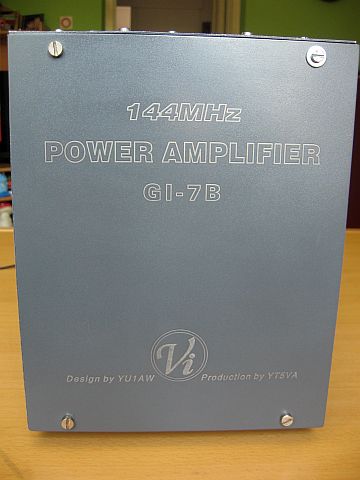 144MHz
POWER AMPLIFIER
GI-7B
Vi
Design by YU1AW Production by YT5VA